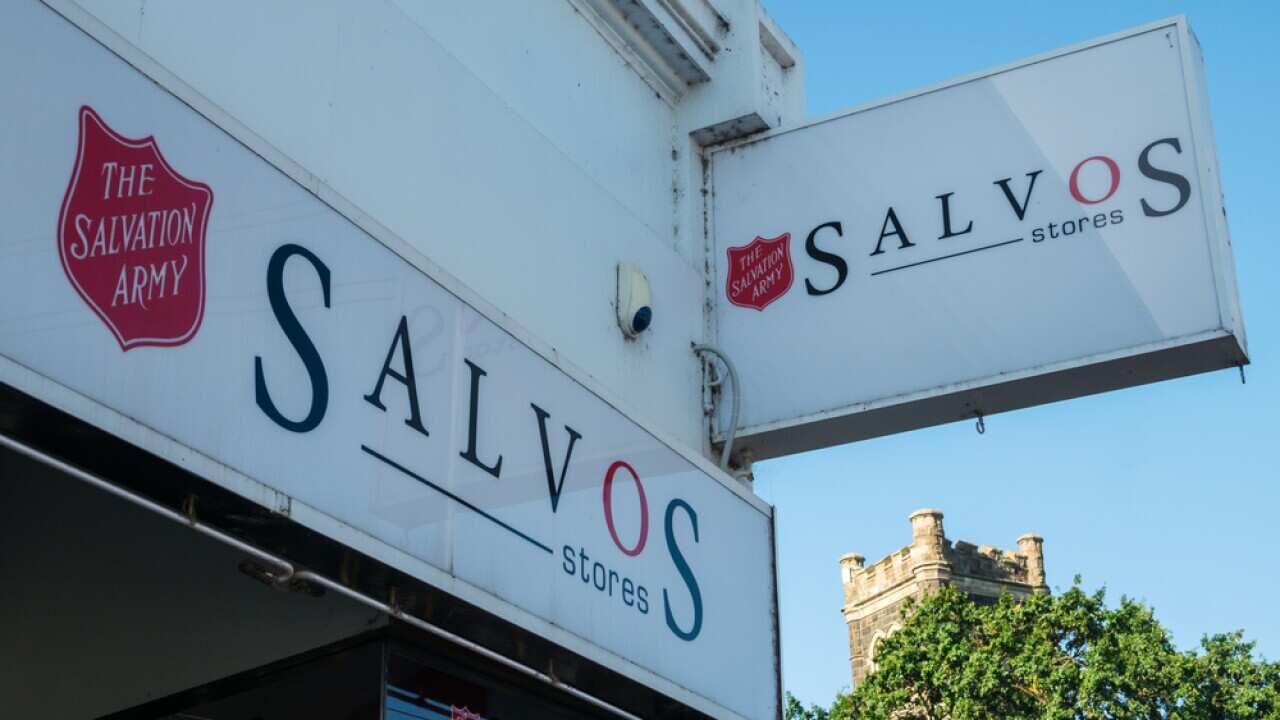 THE
SALVATION
ARMY
SALVOS
stores
THE
SALVATION
ARMY
SALVOS
stores